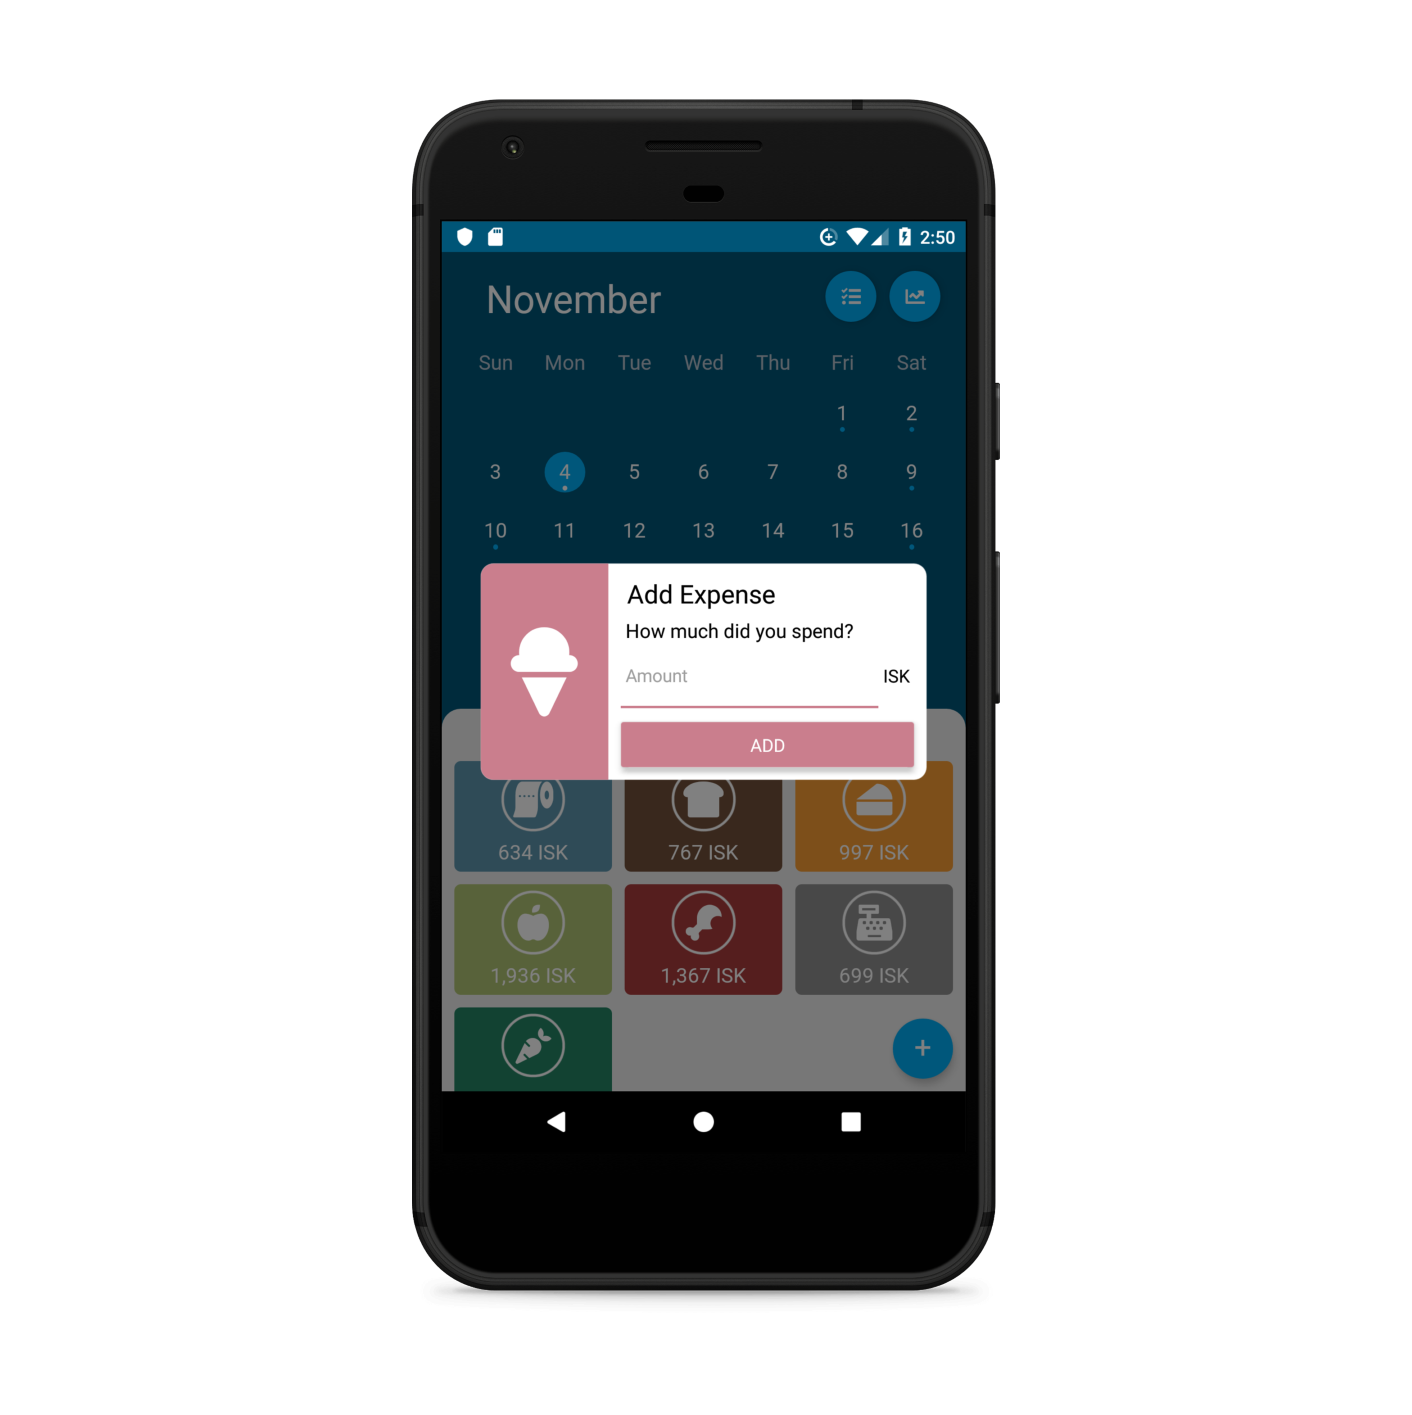 2:50
November
Sun Mon Tue Wed Thu Fri Sat
1 2
3 4 5 6 7 8 9
10 11 12 13 14 15 16
Add Expense
How much did you spend?
Amount ISK
ADD
634 ISK 767 ISK 997 ISK
1,936 ISK 1,367 ISK 699 ISK
+